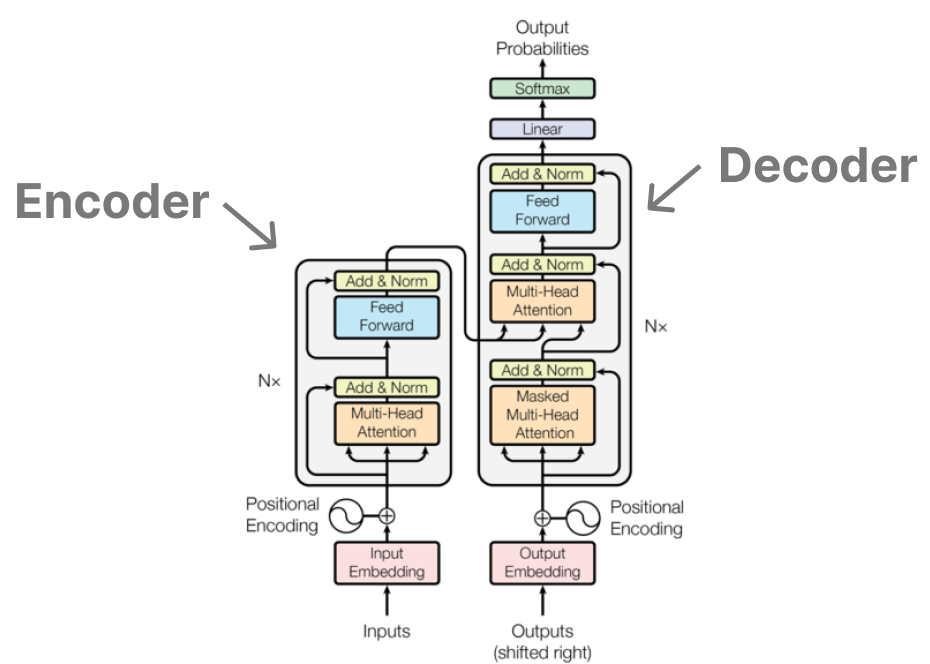 Output
Probabilities
Softmax
Linear
Decoder
Add & Norm
Feed
Forward
Add & Norm
Multi-Head
Attention
N×
Add & Norm
Masked
Multi-Head
Attention
Positional
Encoding
Output
Embedding
Outputs
(shifted right)
Encoder
Add & Norm
Feed
Forward
N×
Add & Norm
Multi-Head
Attention
Positional
Encoding
Input
Embedding
Inputs